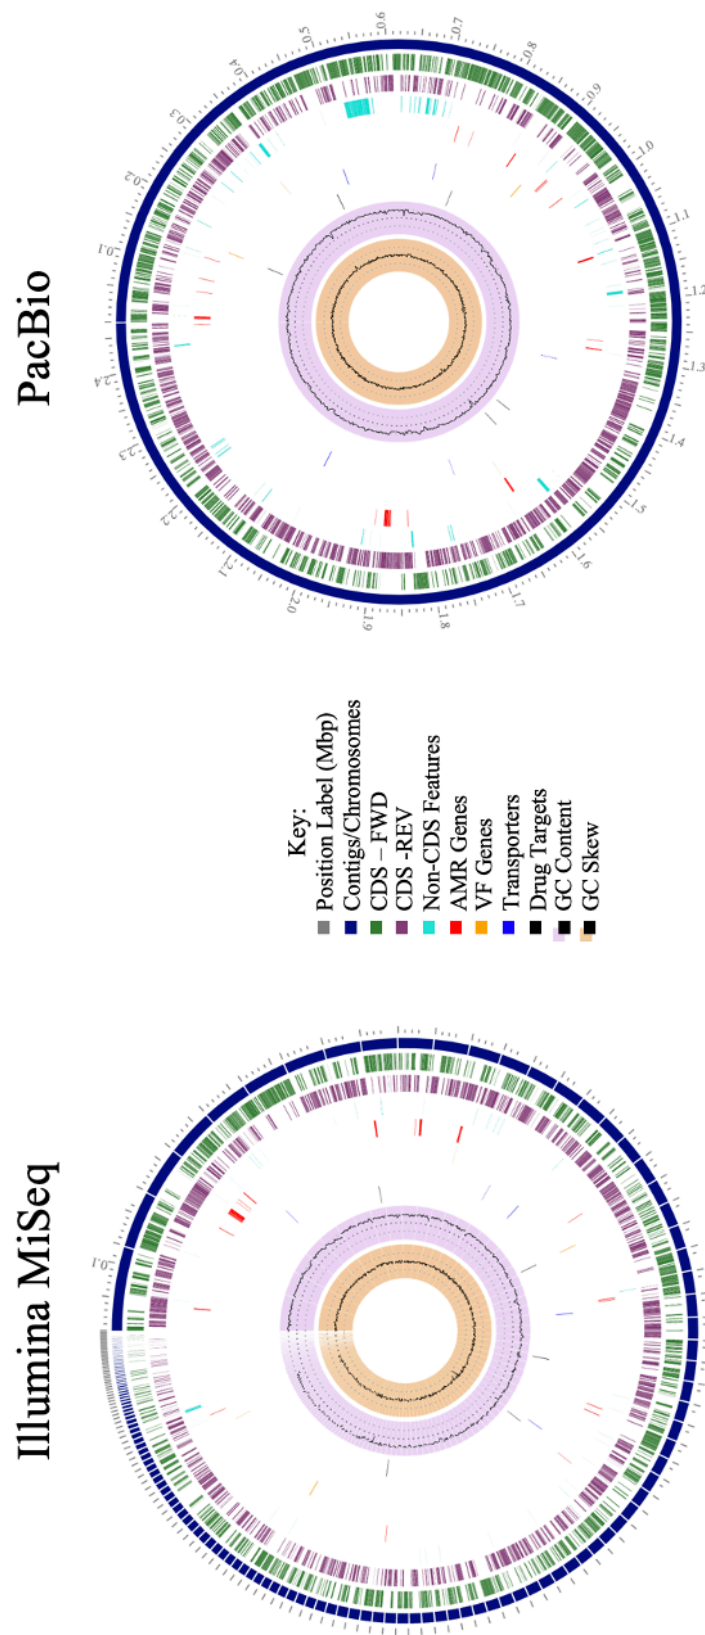 Illumina MiSeq
0.1
Key:
Position Label (Mbp)
Contigs/Chromosomes
CDS – FWD
CDS -REV
Non-CDS Features
AMR Genes
VF Genes
Transporters
Drug Targets
GC Content
GC Skew
PacBio
0.1
0.2
0.3
0.4
0.5
0.6
0.7
0.8
0.9
1.0
1.1
1.2
1.3
1.4
1.5
1.6
1.7
1.8
1.9
2.0
2.1
2.2
2.3
2.4